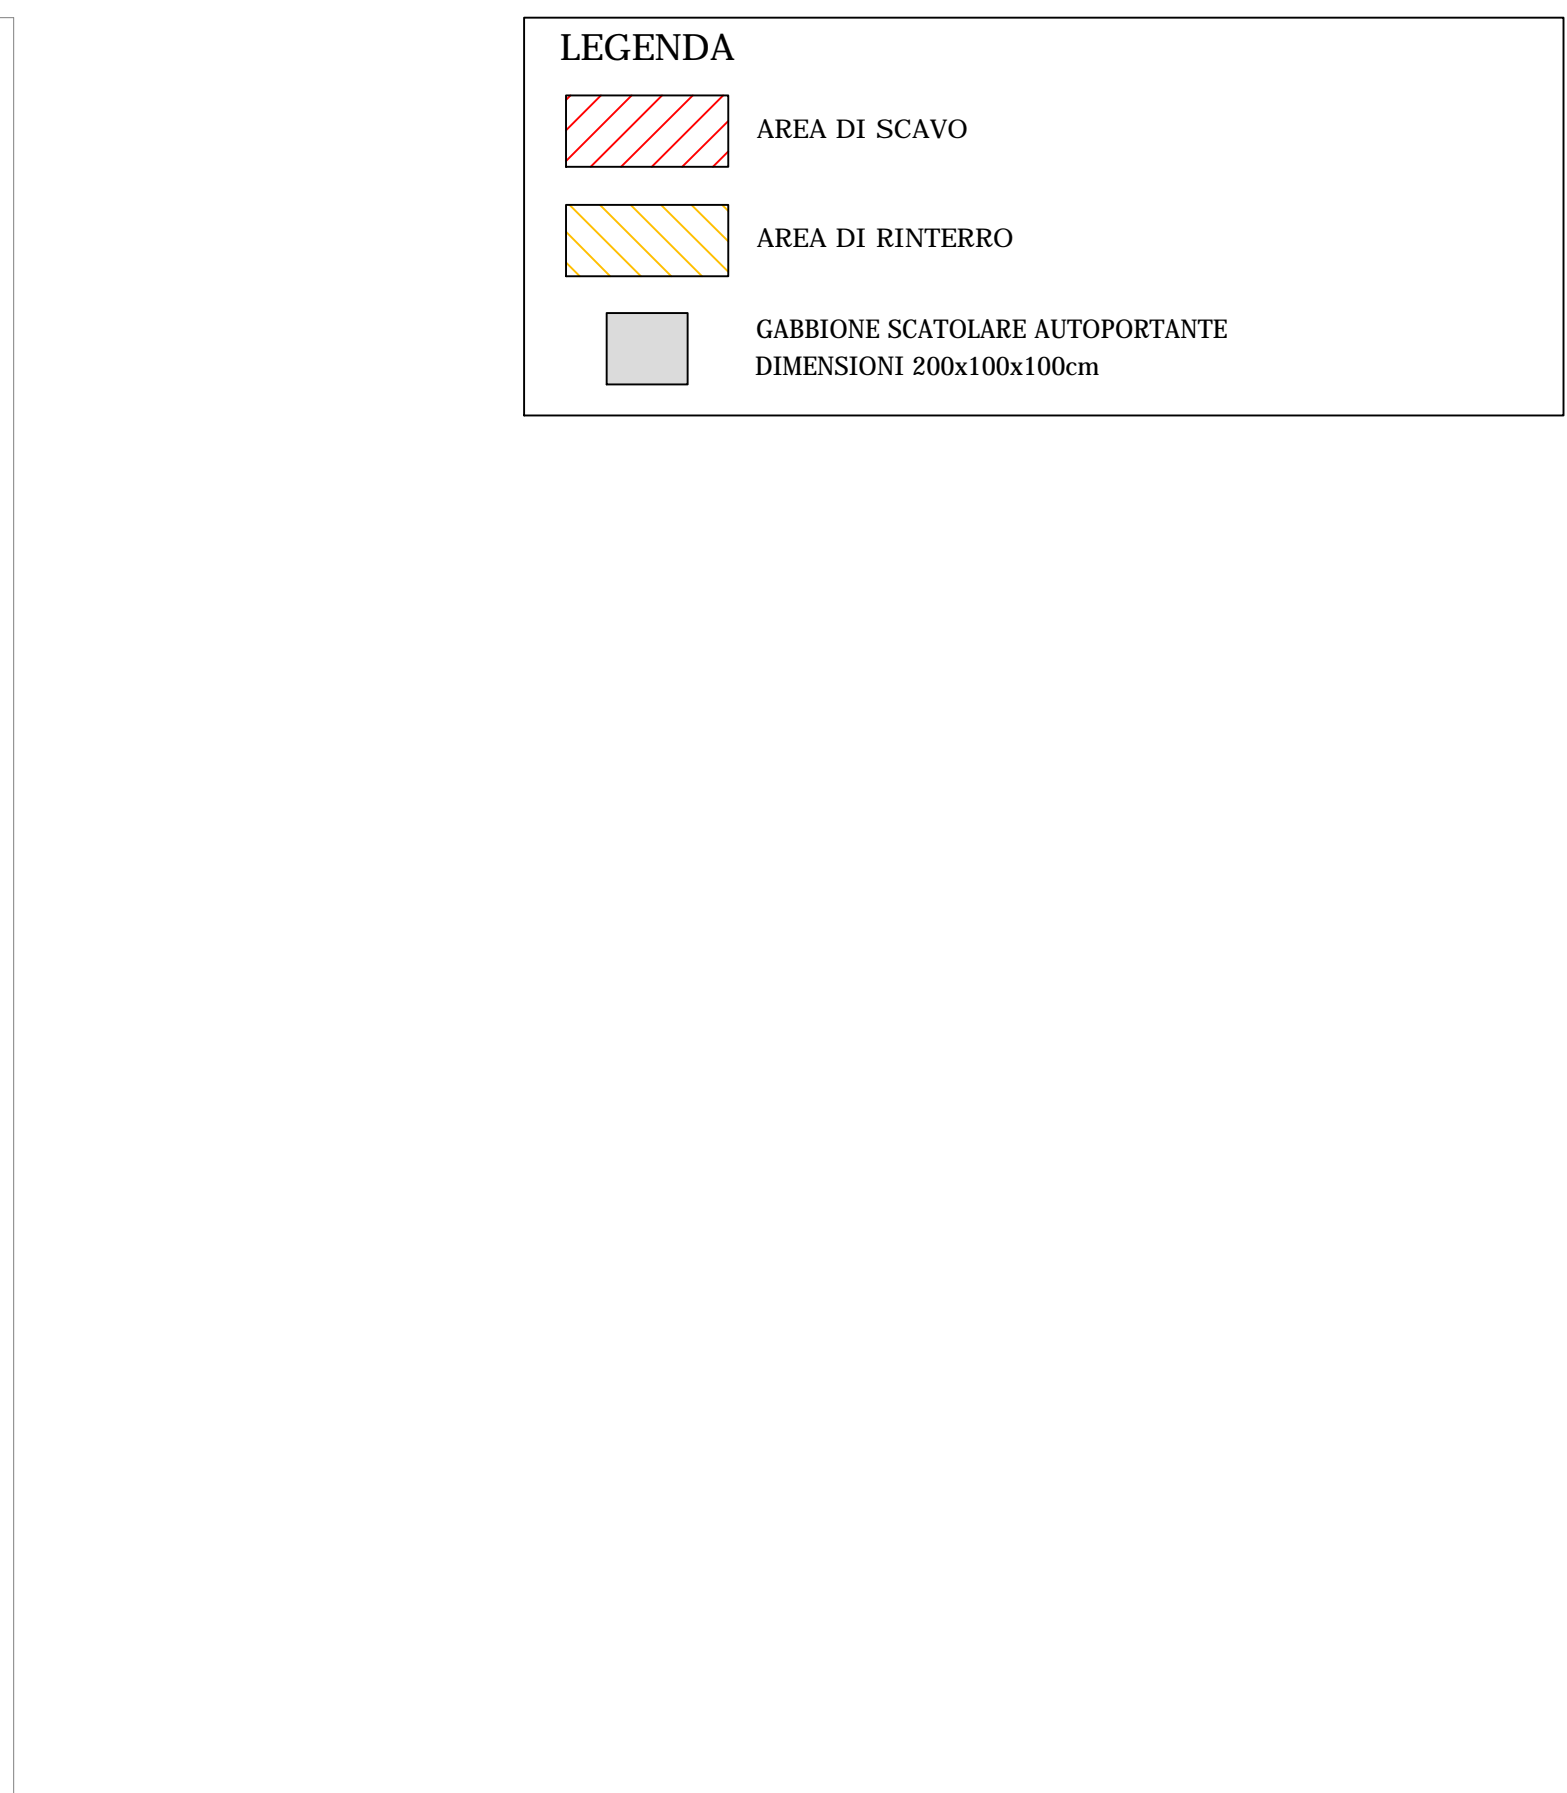 LEGENDA
AREA DI SCAVO
AREA DI RINTERRO
GABBIONE SCATOLARE AUTOPORTANTE
DIMENSIONI 200x100x100cm